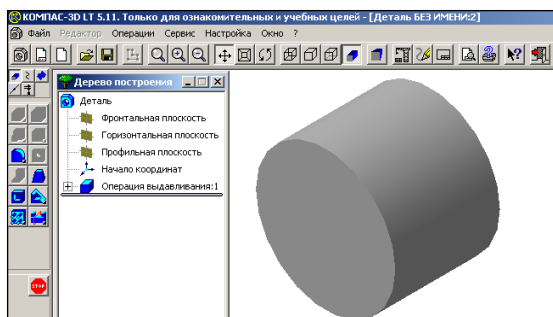 КОМПАС-3D LT 5.11. Только для ознакомительных и учебных целей - [Деталь БЕЗ ИМЕНИ:2]
Файл Редактор Операции Сервис Настройка Окно ?
Дерево построения
Деталь
Фронтальная плоскость
Горизонтальная плоскость
Профильная плоскость
Начало координат
Операция выдавливания:1
STOP